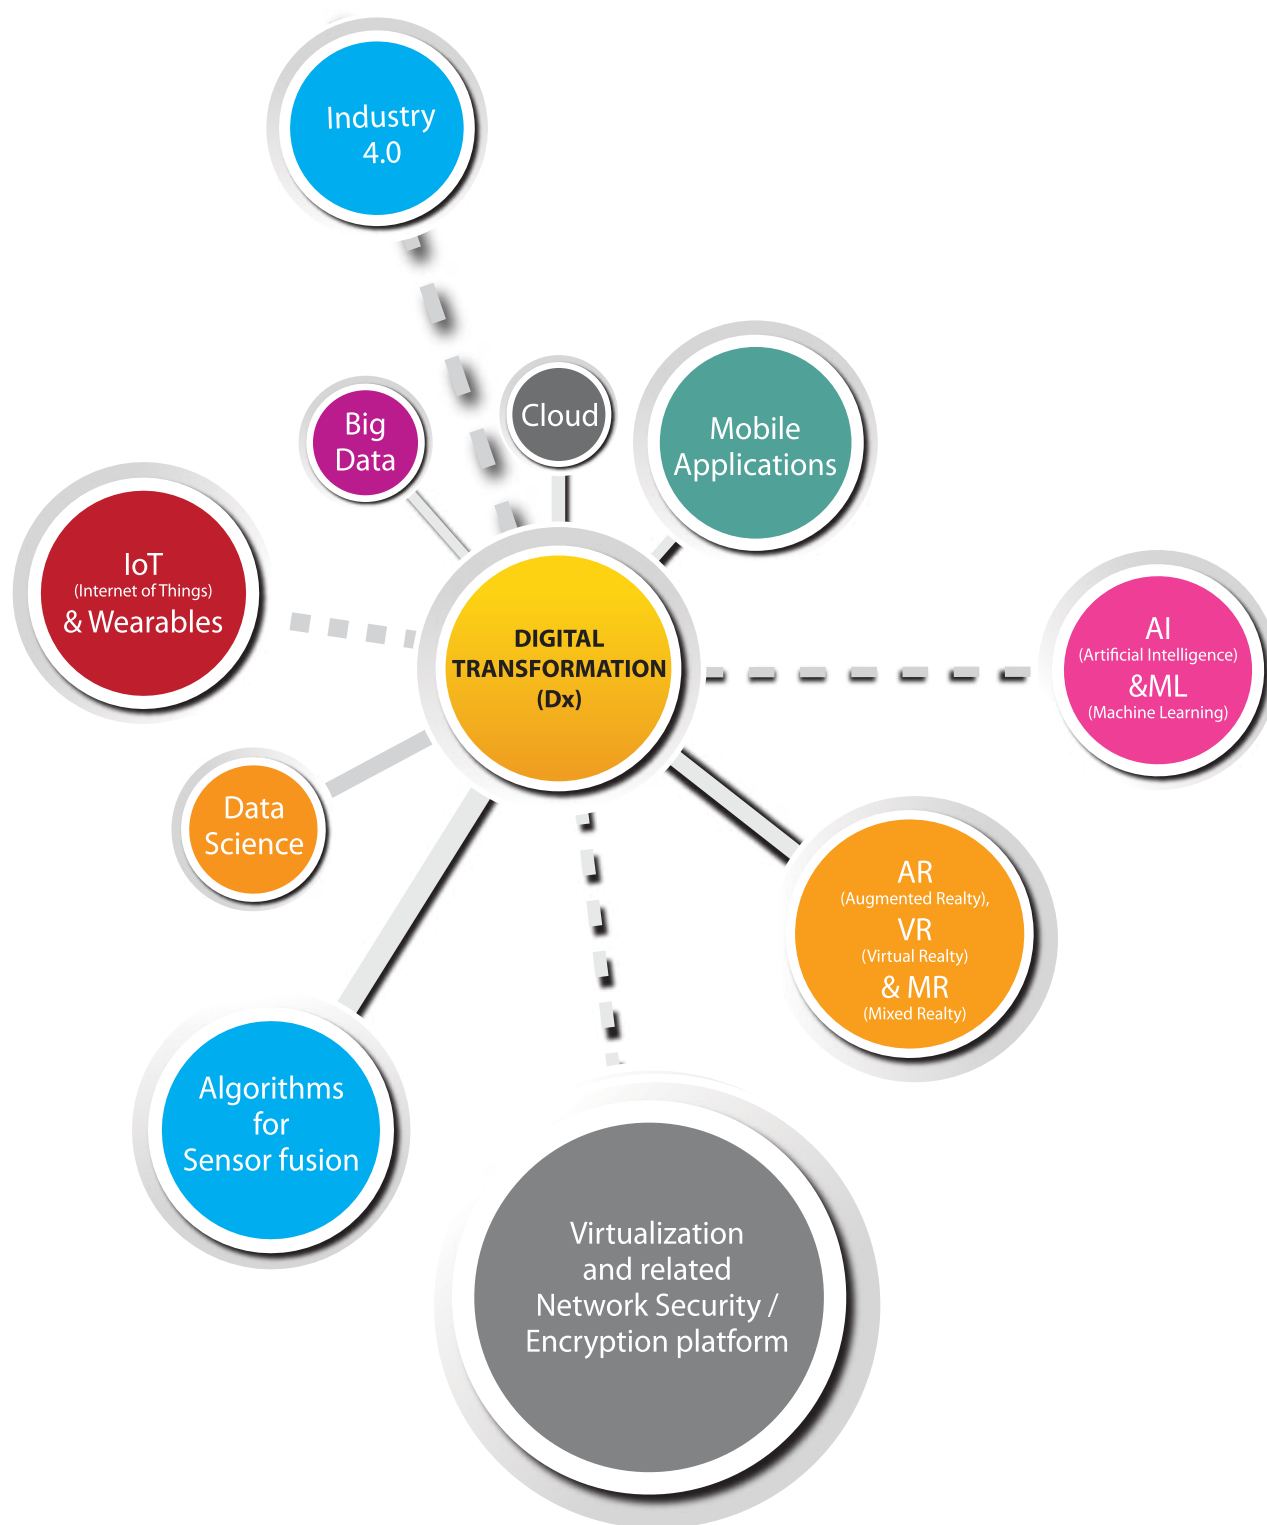 Industry
4.0
Big
Data
Cloud
Mobile
Applications
IoT
(Internet of Things)
& Wearables
DIGITAL
TRANSFORMATION
(Dx)
AI
(Artificial Intelligence)
&ML
(Machine Learning)
Data
Science
AR
(Augmented Realty),
VR
(Virtual Realty)
& MR
(Mixed Realty)
Algorithms
for
Sensor fusion
Virtualization
and related
Network Security /
Encryption platform